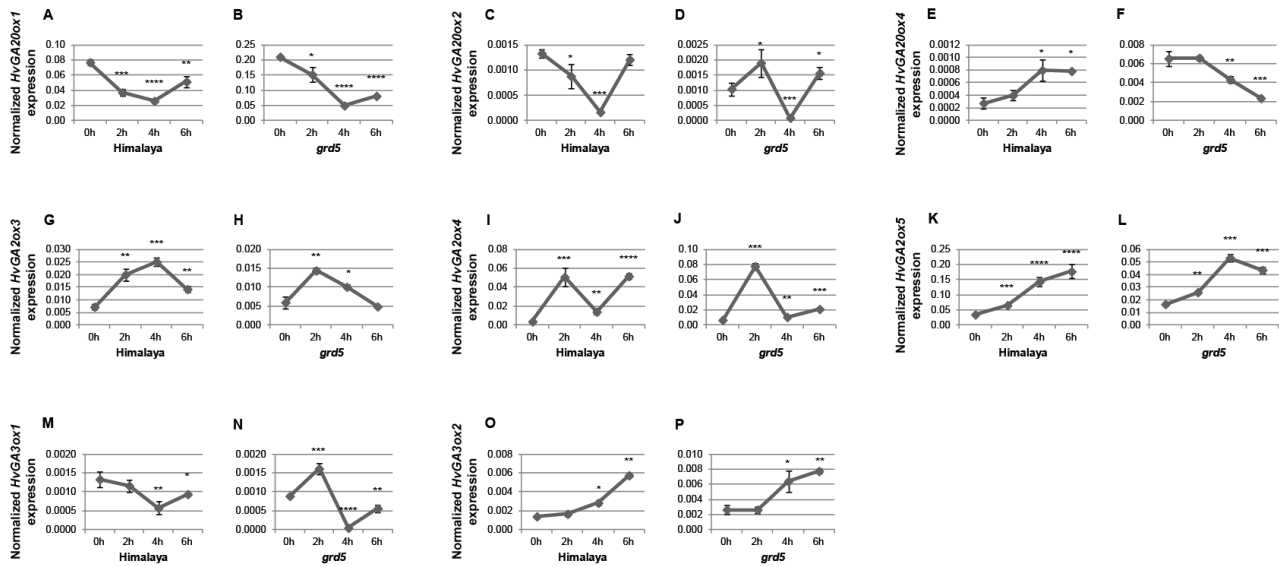 A B C D E F
Normalized HvGA20ox1 expression
0.10
0.08
0.06
0.04
0.02
0.00
*** **** **
0h 2h 4h 6h
Himalaya
0.25
0.20
0.15
0.10
0.05
0.00
* **** ****
0h 2h 4h 6h
grd5
Normalized HvGA20ox2 expression
0.0015
0.0010
0.0005
0.0000
* ***
0h 2h 4h 6h
Himalaya
0.0025
0.0020
0.0015
0.0010
0.0005
0.0000
* *** *
0h 2h 4h 6h
grd5
Normalized HvGA20ox4 expression
0.0012
0.0010
0.0008
0.0006
0.0004
0.0002
0.0000
* *
0h 2h 4h 6h
Himalaya
0.008
0.006
0.004
0.002
0.000
** ***
0h 2h 4h 6h
grd5
G H I J K L
Normalized HvGA2ox3 expression
0.030
0.025
0.020
0.015
0.010
0.005
0.000
** *** **
0h 2h 4h 6h
Himalaya
0.020
0.015
0.010
0.005
0.000
** *
0h 2h 4h 6h
grd5
Normalized HvGA2ox4 expression
0.08
0.06
0.04
0.02
0.00
*** ** ****
0h 2h 4h 6h
Himalaya
0.10
0.08
0.06
0.04
0.02
0.00
*** ** ***
0h 2h 4h 6h
grd5
Normalized HvGA2ox5 expression
0.25
0.20
0.15
0.10
0.05
0.00
*** **** ****
0h 2h 4h 6h
Himalaya
0.06
0.05
0.04
0.03
0.02
0.01
0.00
** *** ***
0h 2h 4h 6h
grd5
M N O P
Normalized HvGA3ox1 expression
0.0020
0.0015
0.0010
0.0005
0.0000
** *
0h 2h 4h 6h
Himalaya
0.0020
0.0015
0.0010
0.0005
0.0000
*** **** **
0h 2h 4h 6h
grd5
Normalized HvGA3ox2 expression
0.008
0.006
0.004
0.002
0.000
* **
0h 2h 4h 6h
Himalaya
0.010
0.008
0.006
0.004
0.002
0.000
* **
0h 2h 4h 6h
grd5